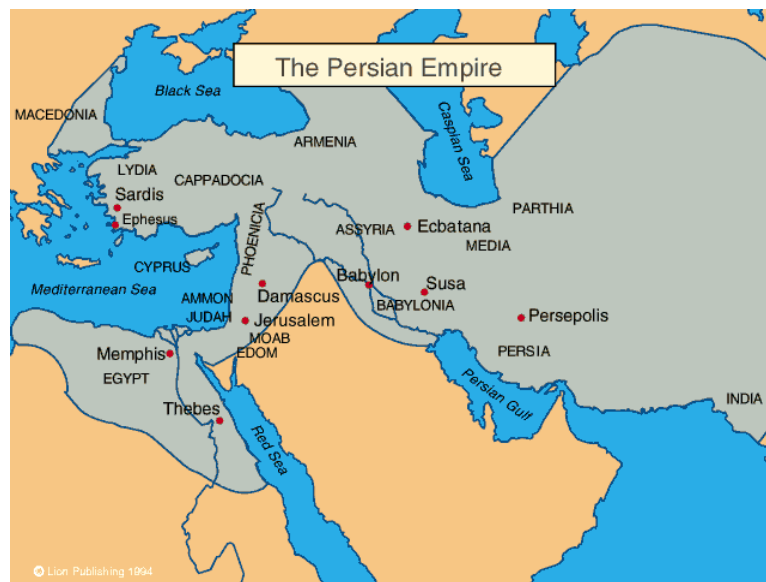 The Persian Empire
Black Sea
MACEDONIA
Caspian Sea
ARMENIA
LYDIA
CAPPADOCIA
Sardis
PARTHIA
Ephesus
ASSYRIA
Ecbatana
MEDIA
PHOENICIA
CYPRUS
Babylon
Susa
Mediterranean Sea
AMMON
Damascus
BABYLONIA
JUDAH
Jerusalem
Persepolis
MOAB
Memphis
EDOM
PERSIA
EGYPT
Persian Gulf
INDIA
Thebes
Red Sea
© Lion Publishing 1994